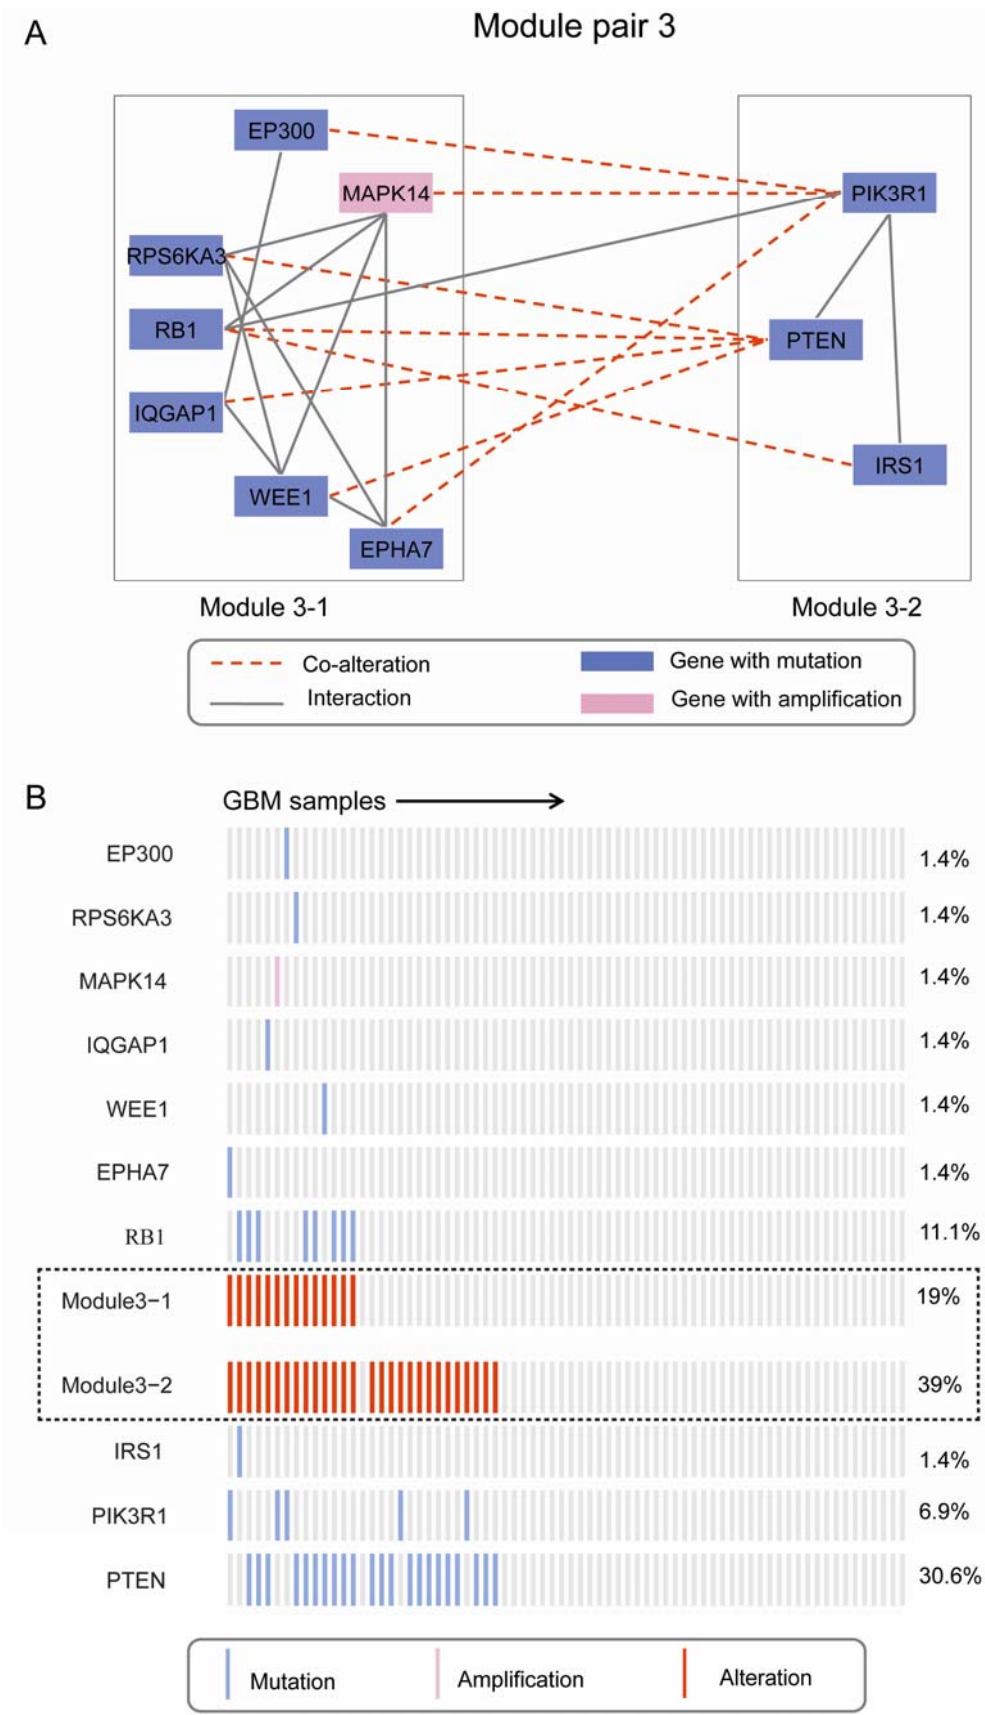 A
Module pair 3
EP300
MAPK14
PIK3R1
RPS6KA3
RB1
PTEN
IQGAP1
IRS1
WEE1
EPHA7
Module 3-1
Module 3-2
Co-alteration
Gene with mutation
Interaction
Gene with amplification
B
GBM samples
EP300 1.4%
RPS6KA3 1.4%
MAPK14 1.4%
IQGAP1 1.4%
WEE1 1.4%
EPHA7 1.4%
RB1 11.1%
Module3−1 19%
Module3−2 39%
IRS1 1.4%
PIK3R1 6.9%
PTEN 30.6%
Mutation Amplification Alteration